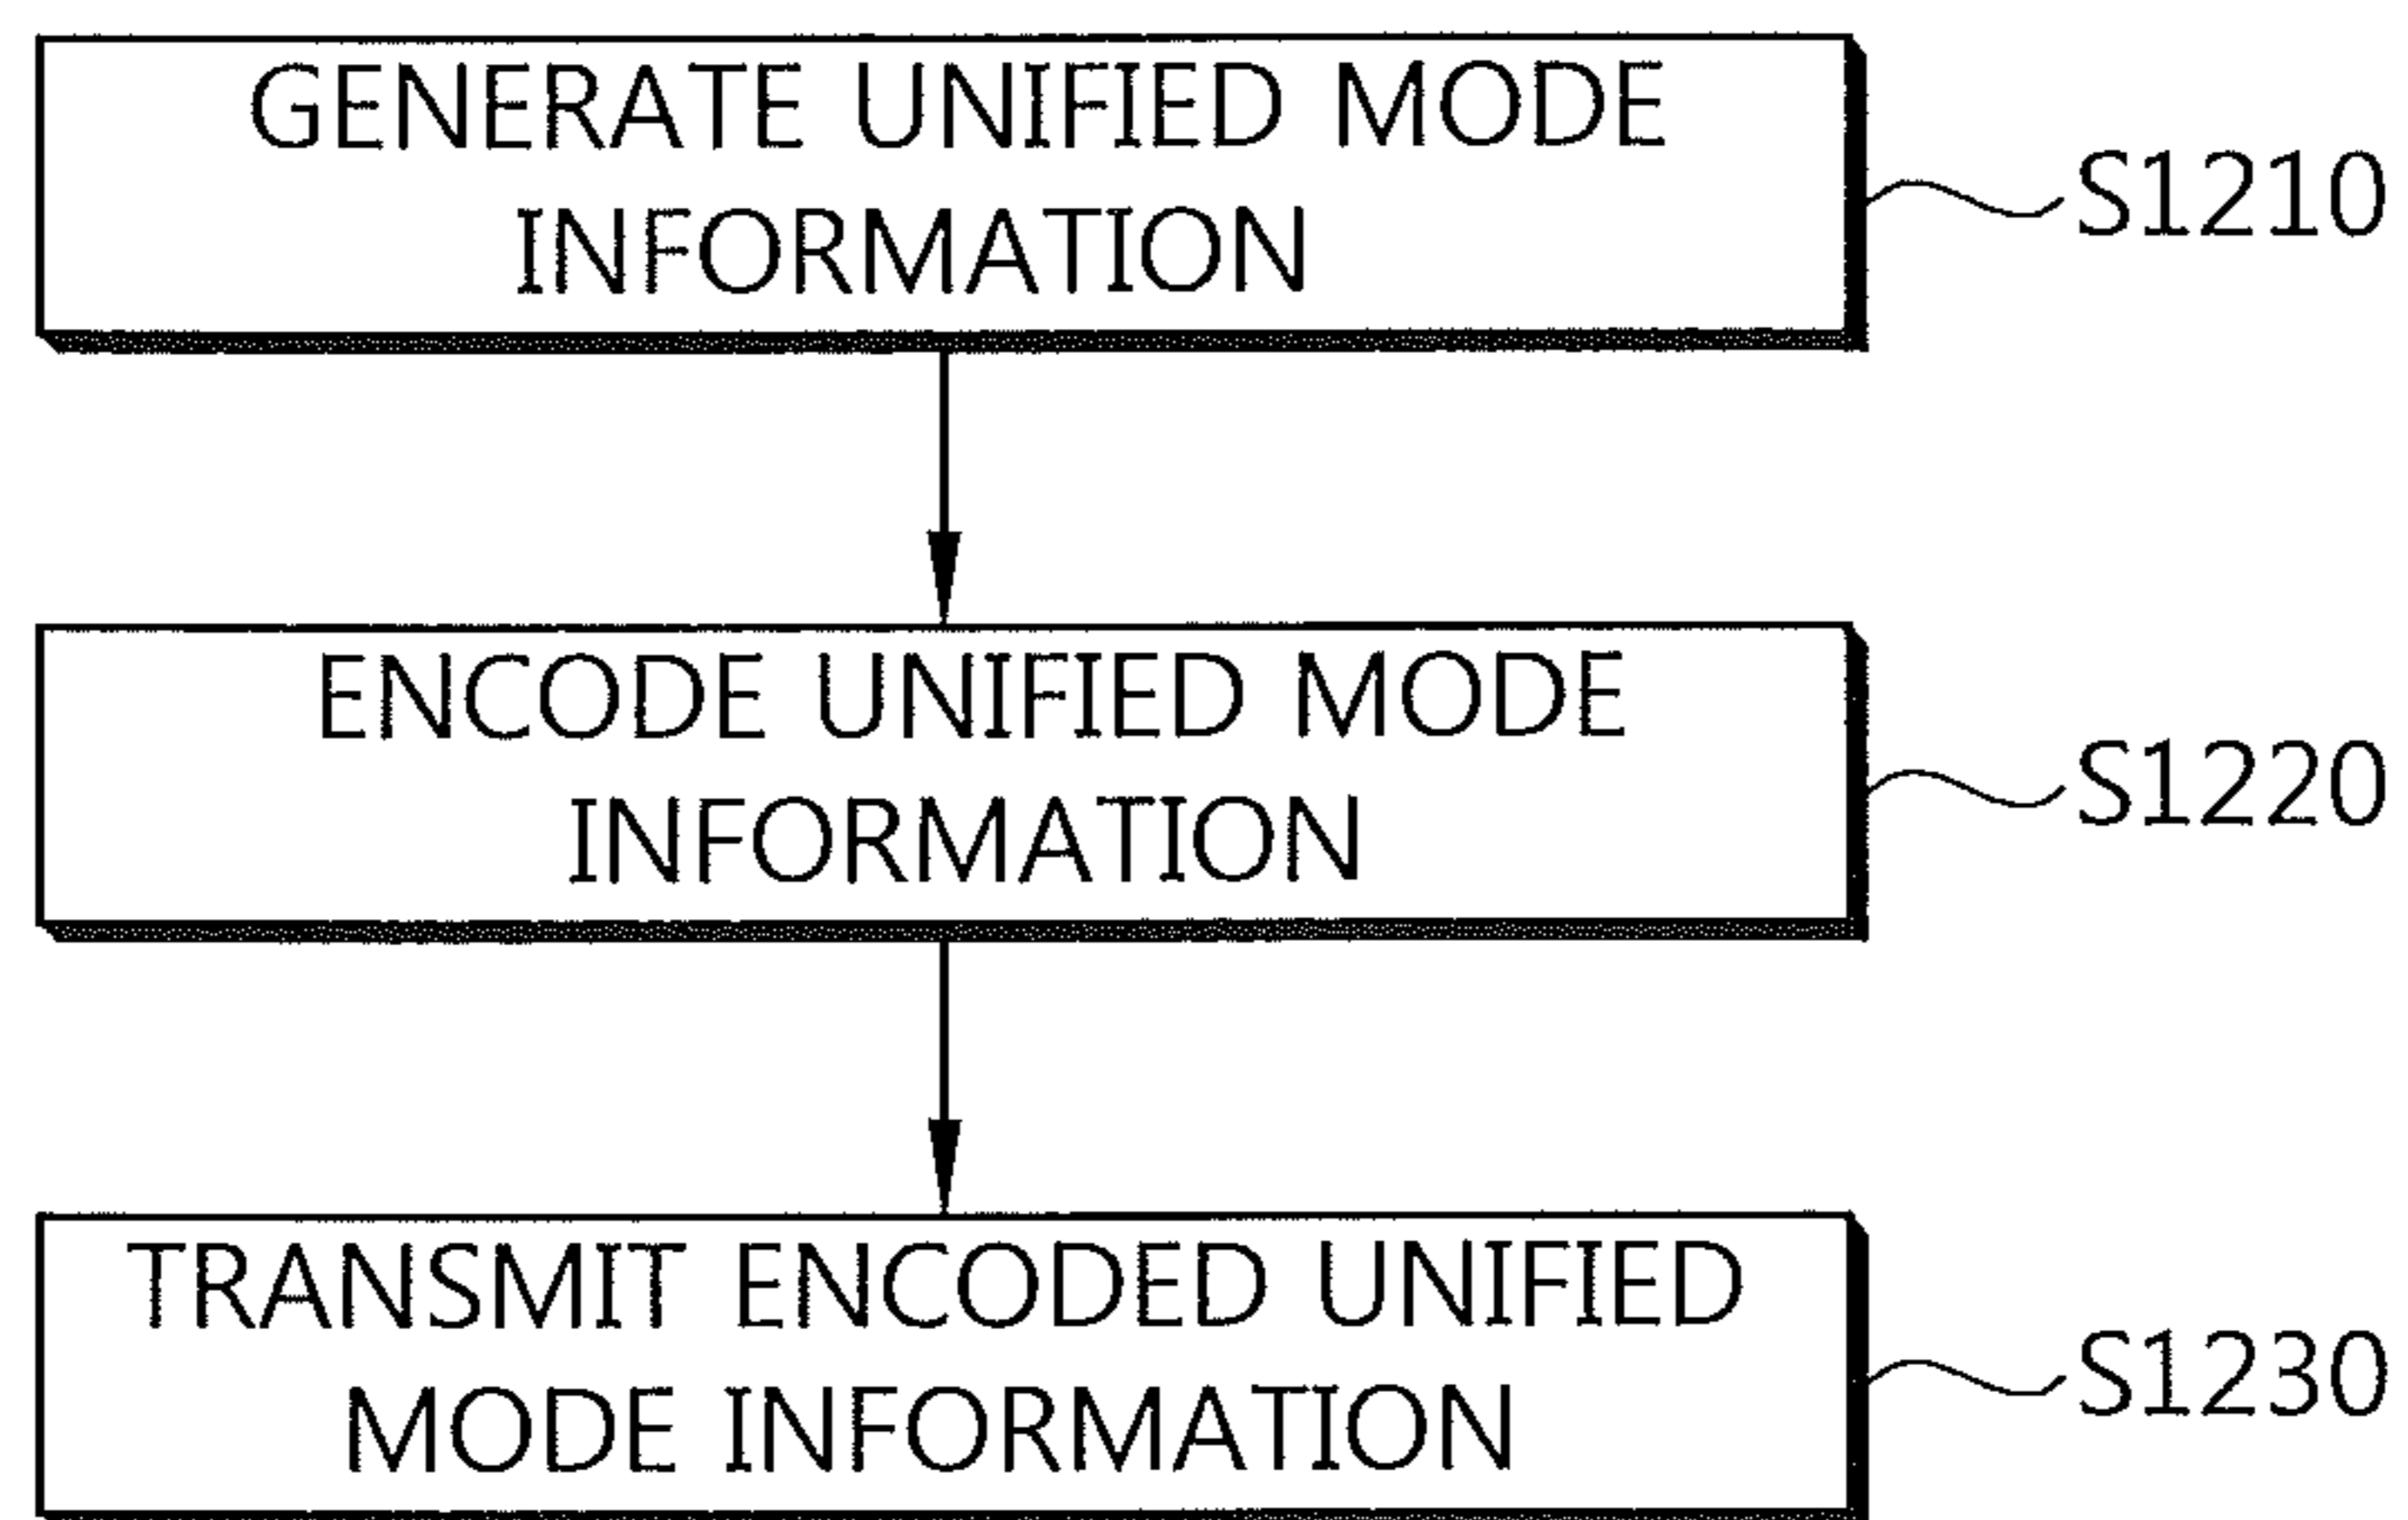 GENERATE UNIFIED MODE
INFORMATION
S1210
ENCODE UNIFIED MODE
INFORMATION
S1220
TRANSMIT ENCODED UNIFIED
MODE INFORMATION
S1230